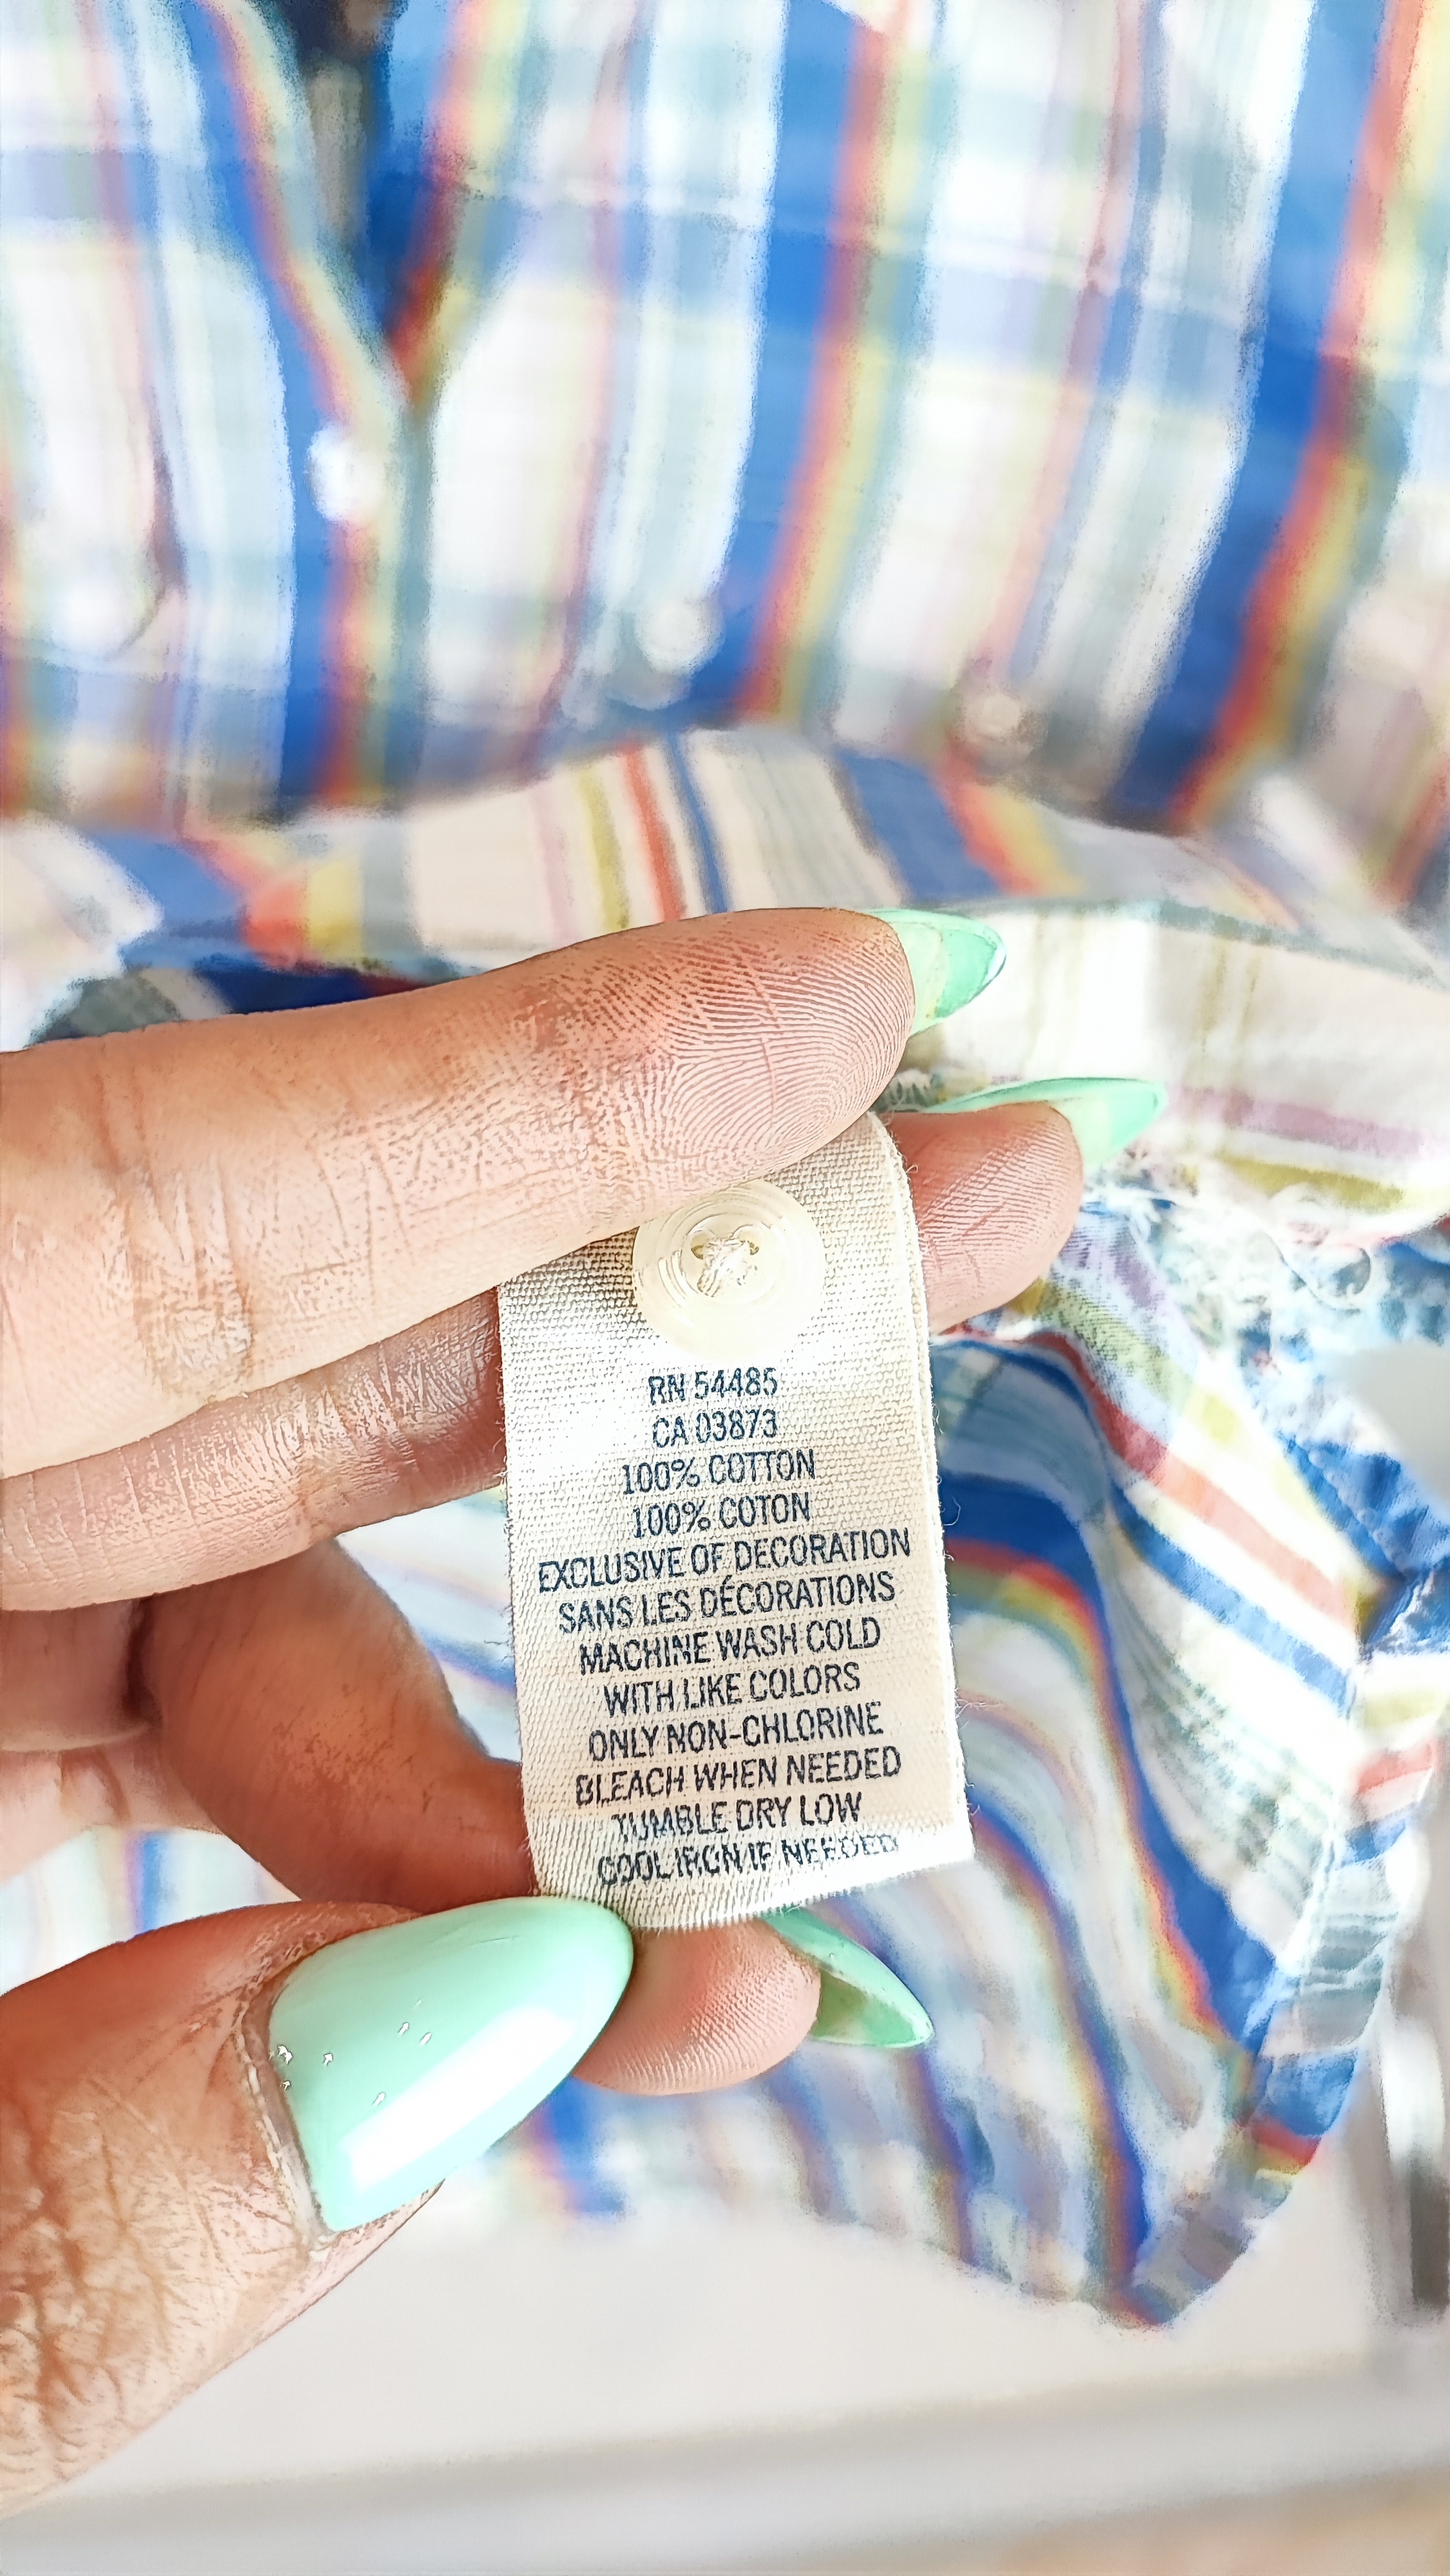 RN 54485
CA 03873
100% COTTON
100% COTON
EXCLUSIVE OF DECORATION
SANS LES DÉCORATIONS
MACHINE WASH COLD
WITH LIKE COLORS
ONLY NON-CHLORINE
BLEACH WHEN NEEDED
TUMBLE DRY LOW
COOL IRON IF NEEDED